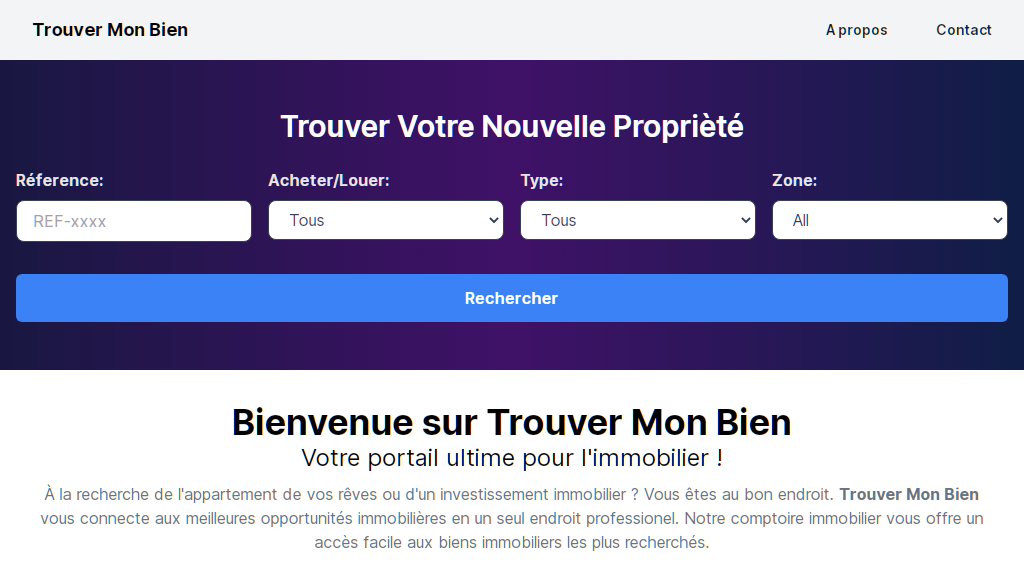 Trouver Mon Bien
A propos
Contact
Trouver Votre Nouvelle Propriètè
Réference:
Acheter/Louer:
Type:
Zone:
REF-xxxx
Tous
Tous
All
Rechercher
Bienvenue sur Trouver Mon Bien
Votre portail ultime pour l'immobilier !
À la recherche de l'appartement de vos rêves ou d'un investissement immobilier ? Vous êtes au bon endroit. Trouver Mon Bien
vous connecte aux meilleures opportunités immobilières en un seul endroit professionel. Notre comptoire immobilier vous offre un
accès facile aux biens immobiliers les plus recherchés.